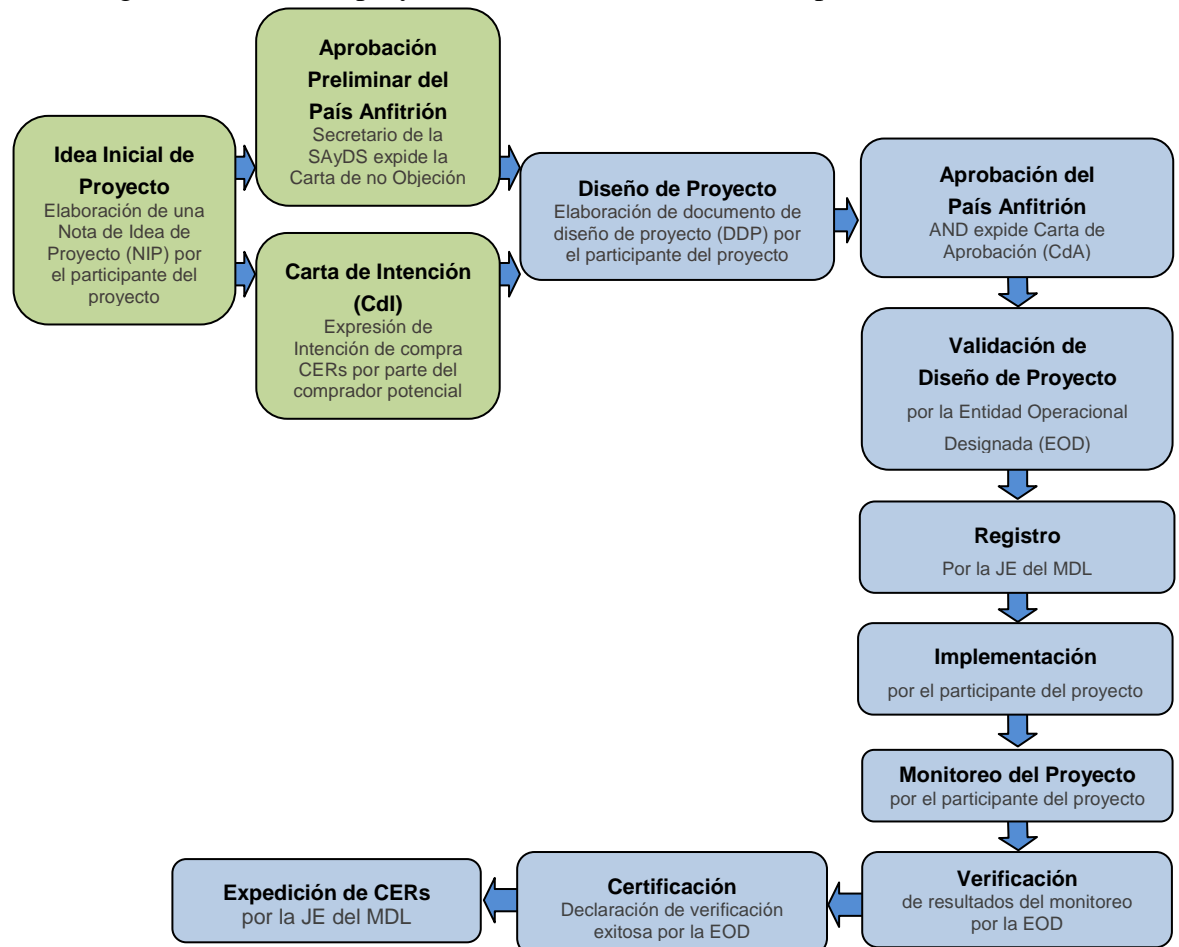 Idea Inicial de
Proyecto
Elaboración de una
Nota de Idea de
Proyecto (NIP) por
el participante del
proyecto
Aprobación
Preliminar del
País Anfitrión
Secretario de la
SAyDS expide la
Carta de no Objeción
Carta de Intención
(CdI)
Expresión de
Intención de compra
CERs por parte del
comprador potencial
Diseño de Proyecto
Elaboración de documento de
diseño de proyecto (DDP) por
el participante del proyecto
Aprobación del
País Anfitrión
AND expide Carta de
Aprobación (CdA)
Validación de
Diseño de Proyecto
por la Entidad Operacional
Designada (EOD)
Registro
Por la JE del MDL
Implementación
por el participante del proyecto
Monitoreo del Proyecto
por el participante del proyecto
Verificación
de resultados del monitoreo
por la EOD
Certificación
Declaración de verificación
exitosa por la EOD
Expedición de CERs
por la JE del MDL